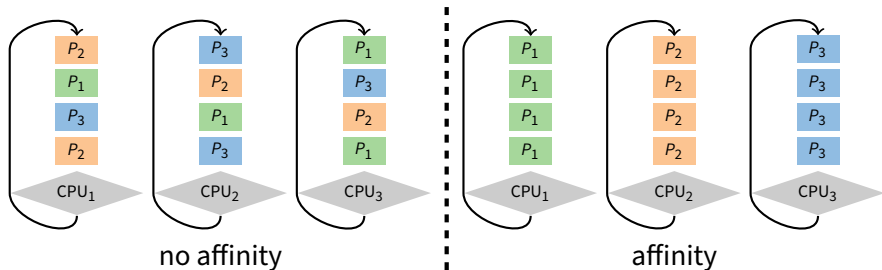 P2 P3 P1 P1 P2 P3
P1 P2 P3 P1 P2 P3
P3 P1 P2 P1 P2 P3
P2 P3 P1 P1 P2 P3
CPU1 CPU2 CPU3 CPU1 CPU2 CPU3
no affinity affinity